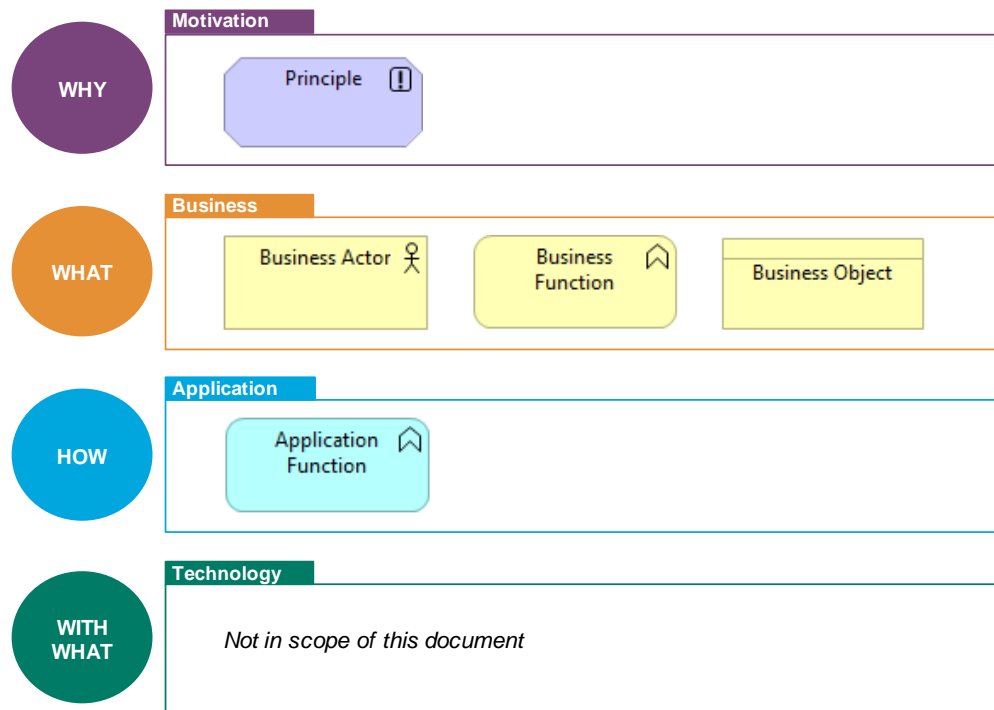 Motivation
WHY
Principle
Business
WHAT
Business Actor
Business
Function
Business Object
Application
HOW
Application
Function
Technology
WITH
WHAT
Not in scope of this document